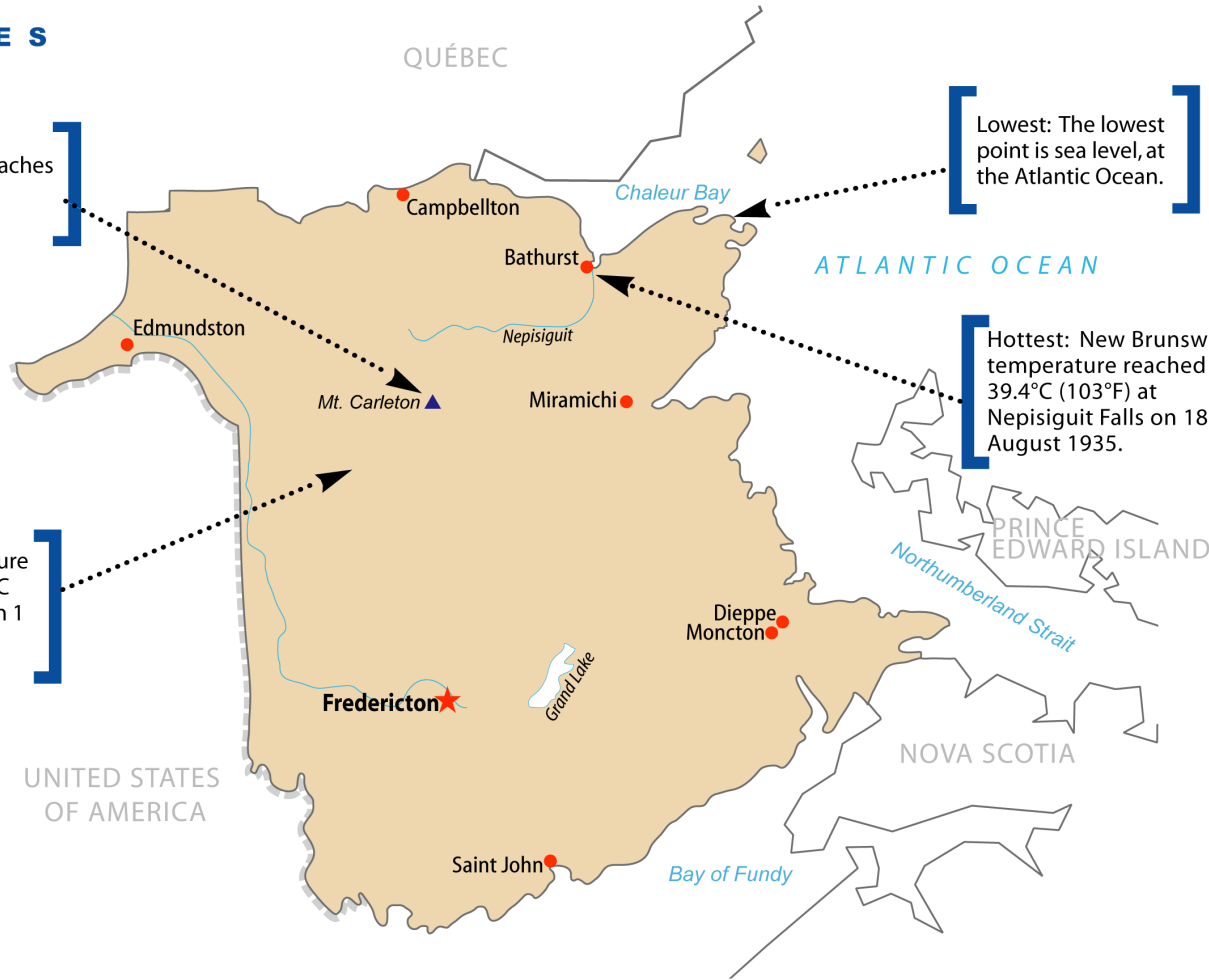 E S
QUÉBEC
aches
Lowest: The lowest
point is sea level, at
the Atlantic Ocean.
Chaleur Bay
Campbellton
Bathurst
ATLANTIC OCEAN
Edmundston
Nepisiguit
Hottest: New Brunsw
temperature reached
39.4°C (103°F) at
Nepisiguit Falls on 18
August 1935.
Mt. Carleton
Miramichi
PRINCE
EDWARD ISLAND
ure
C
n 1
Northumberland Strait
Dieppe
Moncton
Grand Lake
Fredericton
NOVA SCOTIA
UNITED STATES
OF AMERICA
Saint John
Bay of Fundy